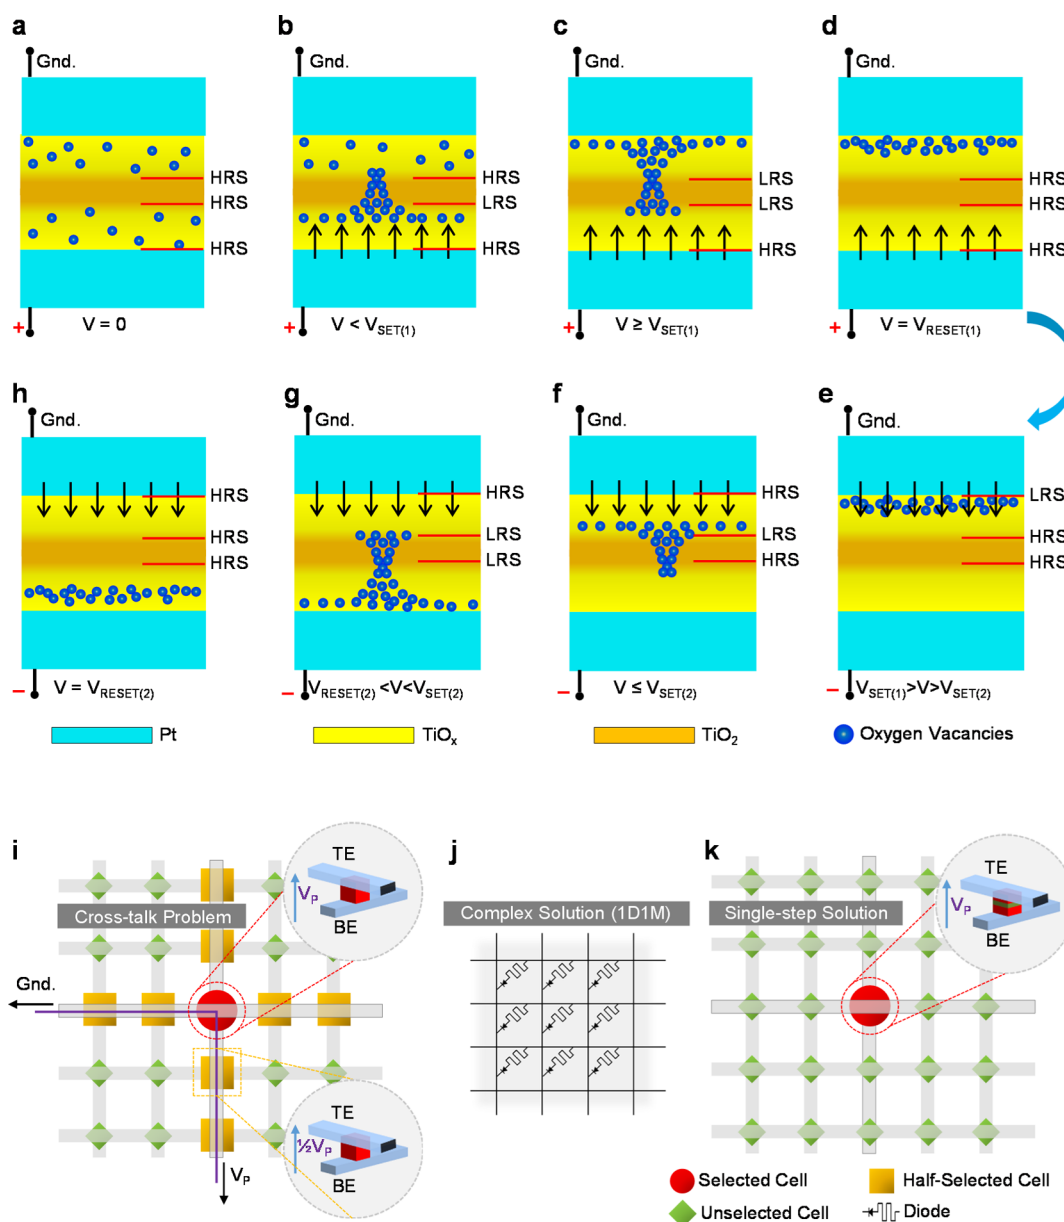 a
b
c
d
Gnd.
Gnd.
Gnd.
Gnd.
HRS
HRS
HRS
HRS
LRS
HRS
LRS
LRS
HRS
HRS
HRS
HRS
+
V = 0
+
V < VSET(1)
+
V ≥ VSET(1)
+
V = VRESET(1)
h
g
f
e
Gnd.
Gnd.
Gnd.
Gnd.
HRS
HRS
HRS
HRS
LRS
LRS
HRS
LRS
HRS
LRS
HRS
HRS
−
V = VRESET(2)
−
VRESET(2) <V<VSET(2)
−
V ≤ VSET(2)
−
VSET(1)>V>VSET(2)
Pt
TiOx
TiO2
Oxygen Vacancies
i
TE
VP
BE
Cross-talk Problem
Gnd.
TE
½VP
BE
VP
j
Complex Solution (1D1M)
k
TE
VP
BE
Single-step Solution
Selected Cell
Half-Selected Cell
Unselected Cell
Diode